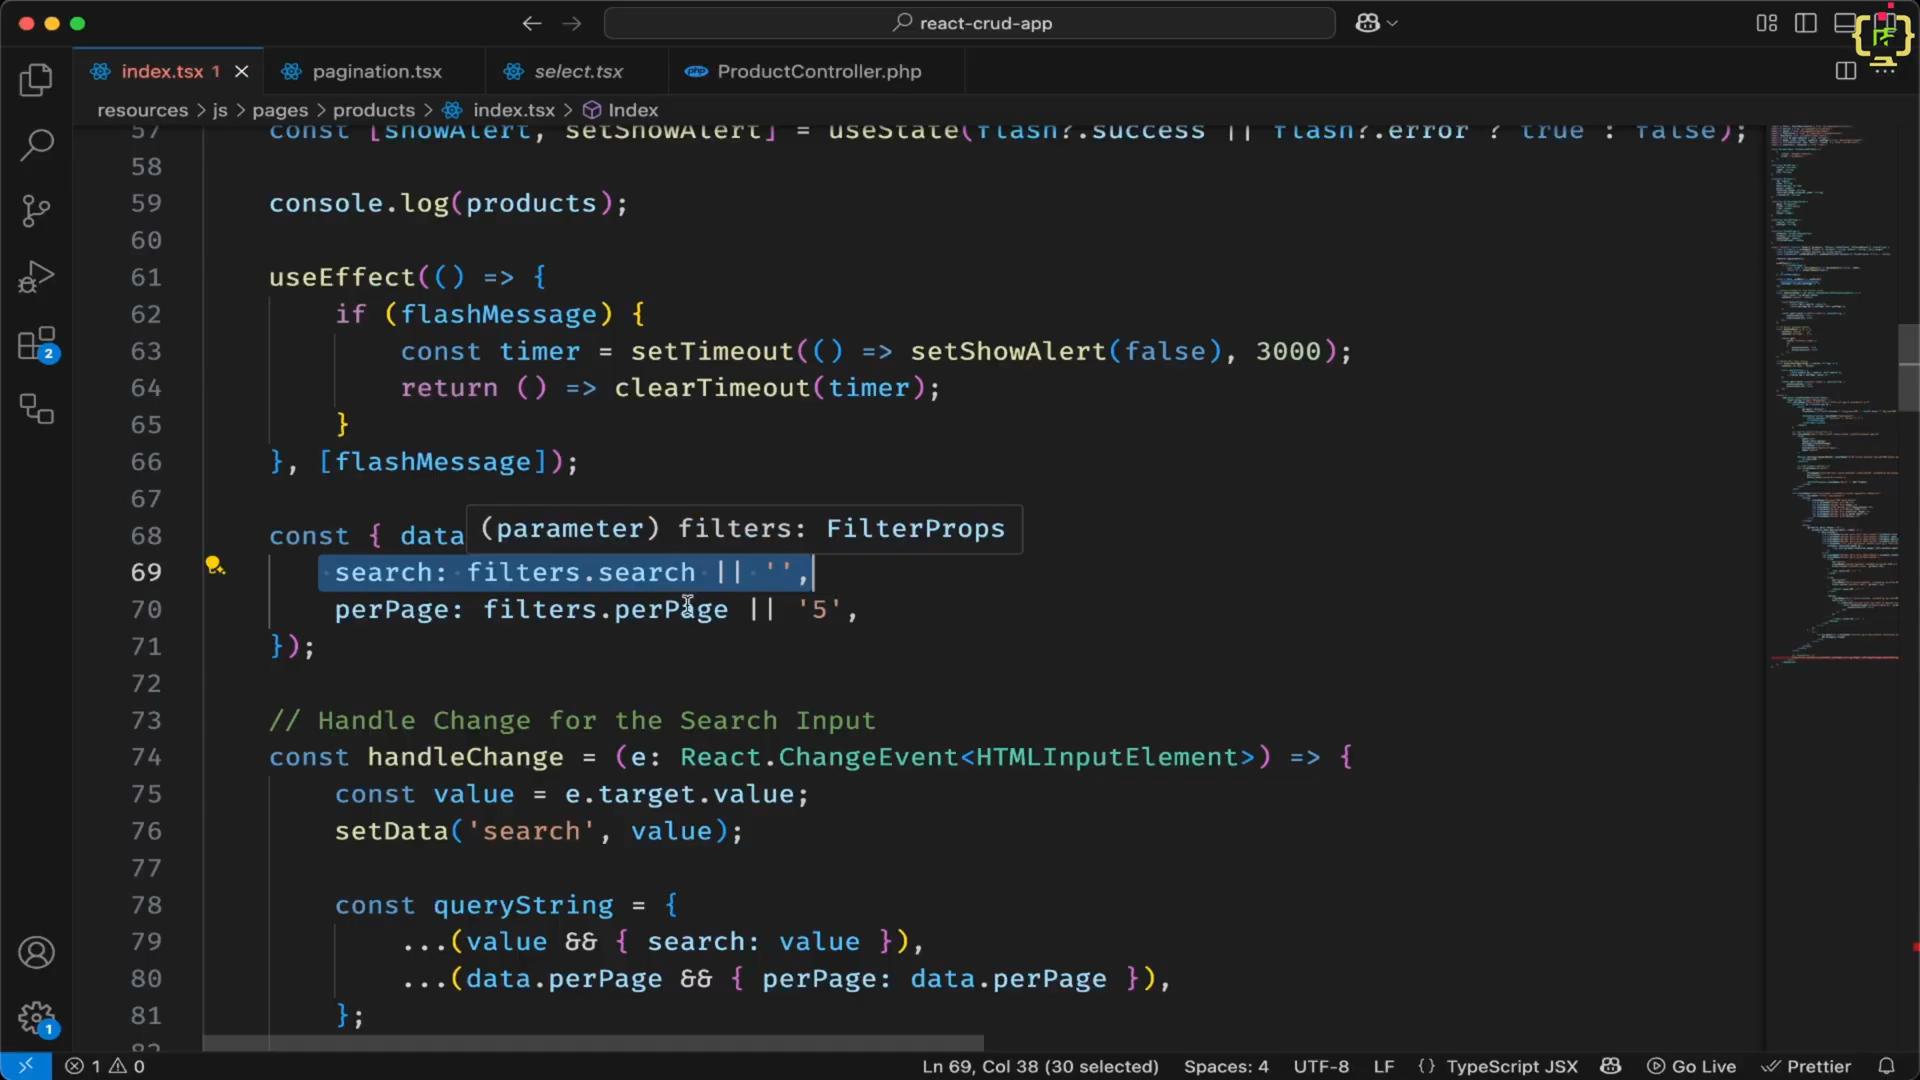 react-crud-app
index.tsx 1
pagination.tsx
select.tsx
php ProductController.php
resources > js > pages > products > index.tsx > Index
57 const [showAlert, setShowAlert] = useState(flash?.success || flash?.error ? true : false);
58
59 console.log(products);
60
61 useEffect(() => {
62 if (flashMessage) {
63 const timer = setTimeout(() => setShowAlert(false), 3000);
64 return () => clearTimeout(timer);
65 }
66 }, [flashMessage]);
67
(parameter) filters: FilterProps
68 const { data
69 search: filters.search || '',
70 perPage: filters.perPage || '5',
71 });
72
73 // Handle Change for the Search Input
74 const handleChange = (e: React.ChangeEvent<HTMLInputElement>) => {
75 const value = e.target.value;
76 setData('search', value);
77
78 const queryString = {
79 ...(value && { search: value }),
80 ...(data.perPage && { perPage: data.perPage }),
81 };
82
2
1
1 0
Ln 69, Col 38 (30 selected)
Spaces: 4
UTF-8
LF
{} TypeScript JSX
Go Live
Prettier